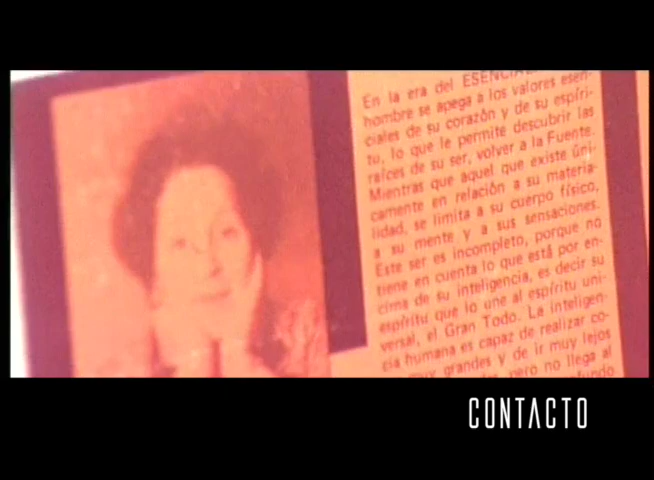 En la era del ESENCIAL
hombre se apega a los valores esen-
ciales de su corazón y de su espíri-
tu, lo que le permite descubrir las
raíces de su ser, volver a la Fuente.
Mientras que aquel que existe úni-
camente en relación a su materia-
lidad, se limita a su cuerpo físico,
a su mente y a sus sensaciones.
Este ser es incompleto, porque no
tiene en cuenta lo que está por en-
cima de su inteligencia, es decir su
espíritu que lo une al espíritu uni-
versal, el Gran Todo. La inteligen-
cia humana es capaz de realizar co-
muy grandes y de ir muy lejos
pero no llega al
CONTACTO